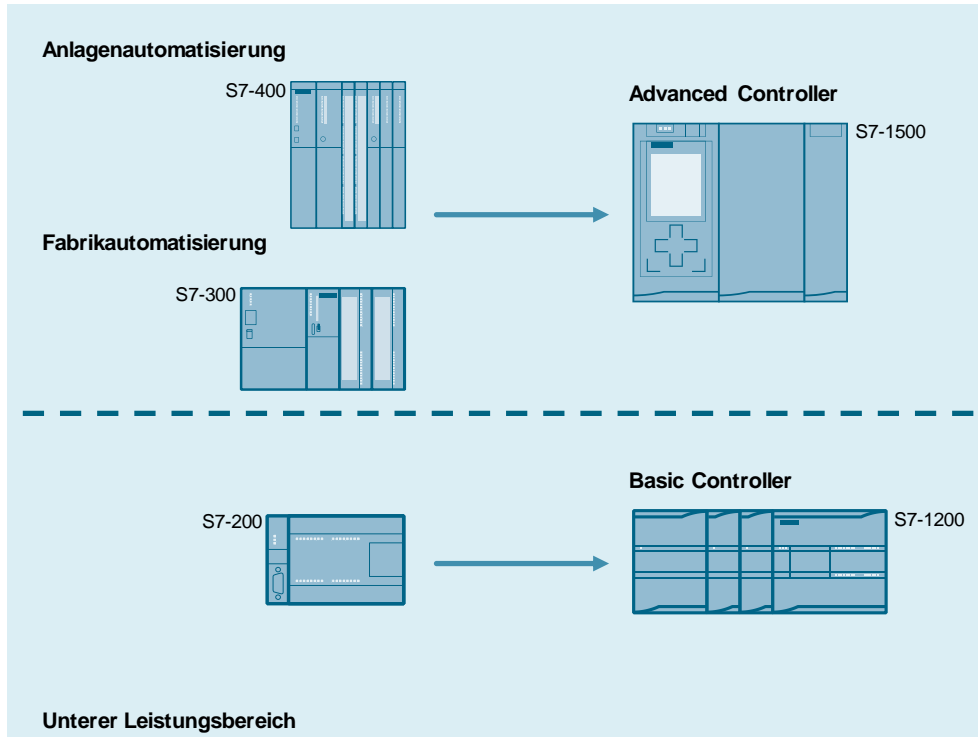 Anlagenautomatisierung
S7-400
Advanced Controller
S7-1500
Fabrikautomatisierung
S7-300
Basic Controller
S7-200
S7-1200
Unterer Leistungsbereich